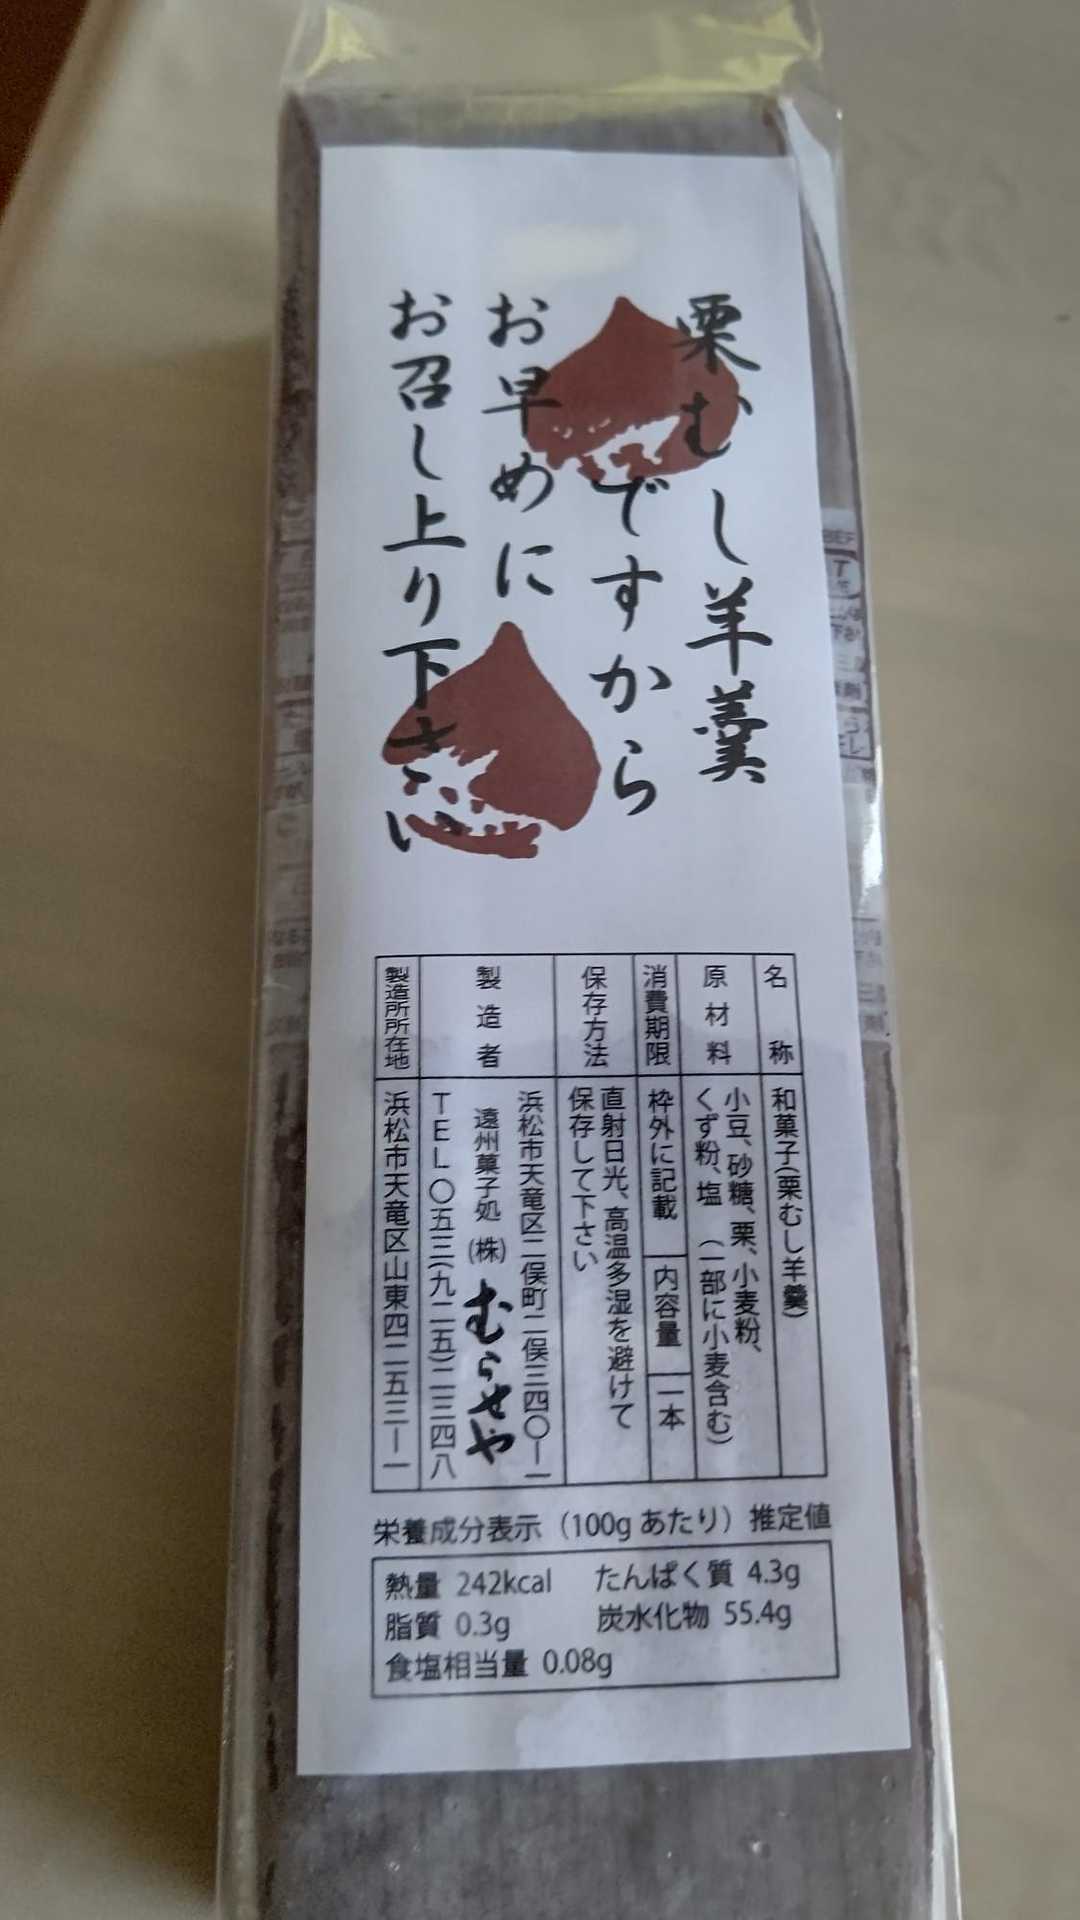 栗むし羊羹
ですから
お早めに
お召し上り下さい
名称
和菓子(栗むし羊羹)
原材料
小豆、砂糖、栗、小麦粉、
くず粉、塩 (一部に小麦含む)
消費期限
枠外に記載
内容量
一本
保存方法
直射日光、高温多湿を避けて
保存して下さい
製造者
浜松市天竜区二俣町二俣三四〇ー一
遠州菓子処 (株) むらせや
TEL〇五三(九二五)二三四八
製造所所在地
浜松市天竜区山東四二五三ー一
栄養成分表示(100gあたり)推定値
熱量 242kcal たんぱく質 4.3g
脂質 0.3g 炭水化物 55.4g
食塩相当量 0.08g